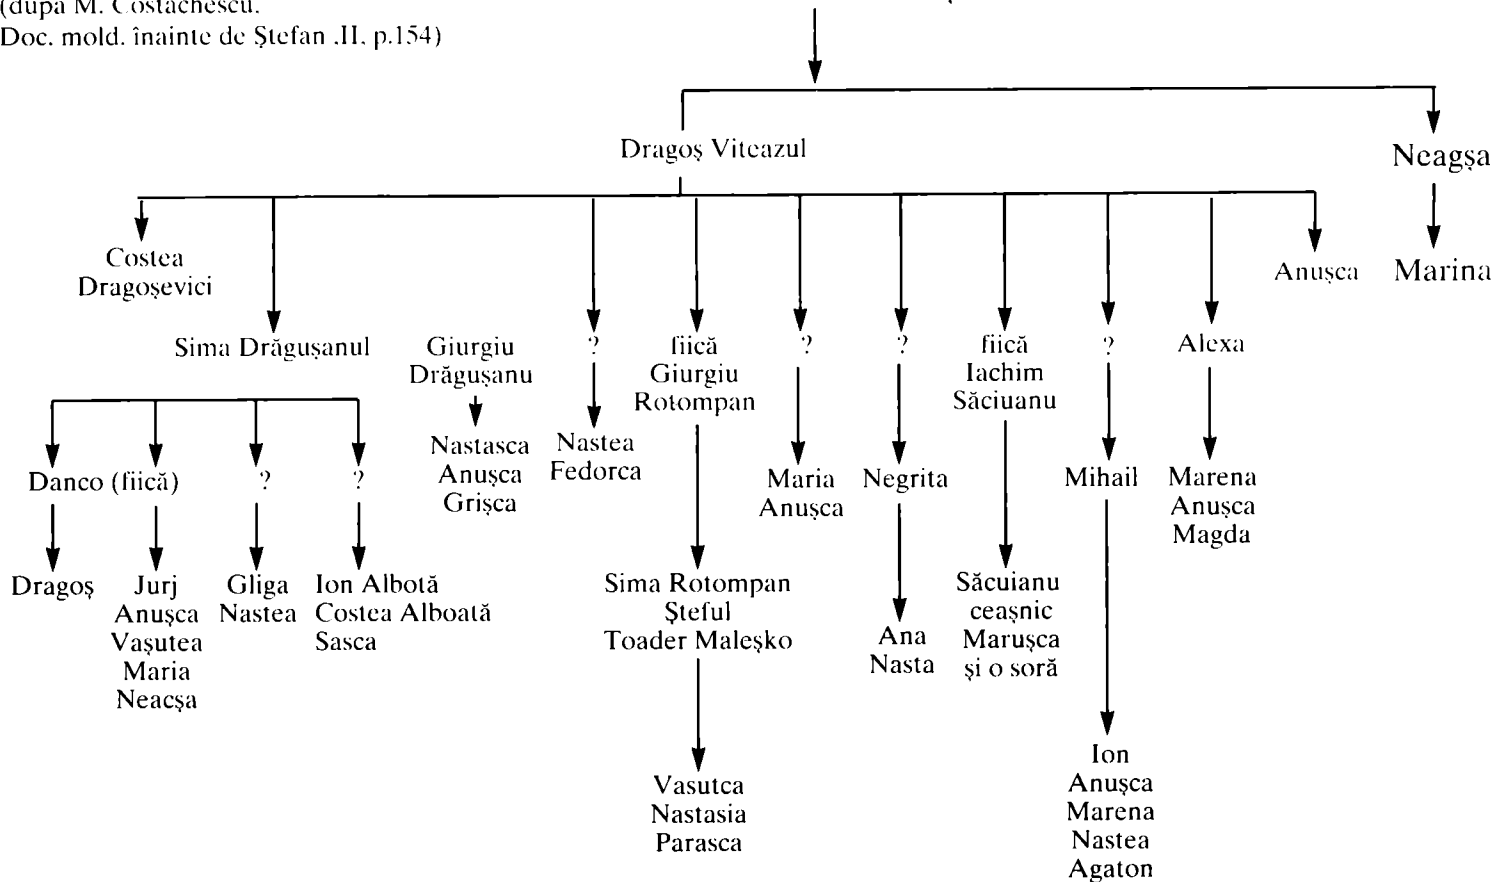 (după M. Costăchescu.
Doc. mold. înainte de Ștefan ,II, p.154)
Dragoș Viteazul
Neagșa
Costea
Dragoșevici
Anușca
Marina
Sima Drăgușanul
Giurgiu
Drăgușanu
?
fiică
Giurgiu
Rotompan
?
?
fiică
Iachim
Săciuanu
?
Alexa
Nastasca
Anușca
Grișca
Nastea
Fedorca
Danco (fiică)
?
?
Maria
Anușca
Negrita
Mihail
Marena
Anușca
Magda
Dragoș
Jurj
Anușca
Vașutea
Maria
Neacșa
Gliga
Nastea
Ion Albotă
Costea Alboată
Sasca
Sima Rotompan
Șteful
Toader Maleșko
Ana
Nasta
Săcuianu
ceașnic
Marușca
și o soră
Vasutca
Nastasia
Parasca
Ion
Anușca
Marena
Nastea
Agaton